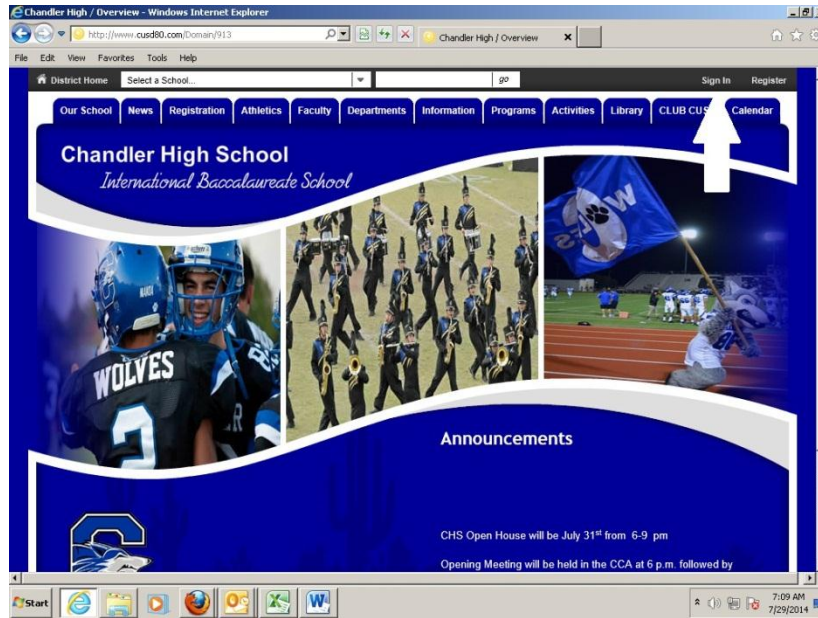 Chandler High / Overview - Windows Internet Explorer
http://www.cusd80.com/Domain/913
Chandler High / Overview
File Edit View Favorites Tools Help
District Home Select a School... go Sign In Register
Our School News Registration Athletics Faculty Departments Information Programs Activities Library CLUB CUS Calendar
Chandler High School
International Baccalaureate School
WOLVES
2
Announcements
CHS Open House will be July 31st from 6-9 pm
Opening Meeting will be held in the CCA at 6 p.m. followed by
Start
7:09 AM
7/29/2014